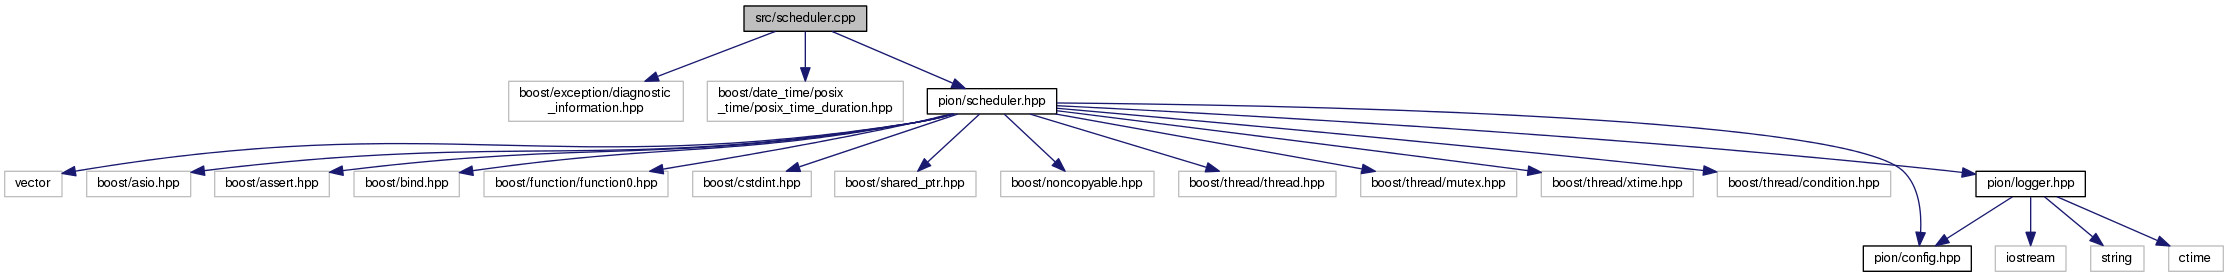 src/scheduler.cpp
boost/exception/diagnostic
_information.hpp
boost/date_time/posix
_time/posix_time_duration.hpp
pion/scheduler.hpp
vector
boost/asio.hpp
boost/assert.hpp
boost/bind.hpp
boost/function/function0.hpp
boost/cstdint.hpp
boost/shared_ptr.hpp
boost/noncopyable.hpp
boost/thread/thread.hpp
boost/thread/mutex.hpp
boost/thread/xtime.hpp
boost/thread/condition.hpp
pion/logger.hpp
pion/config.hpp
iostream
string
ctime